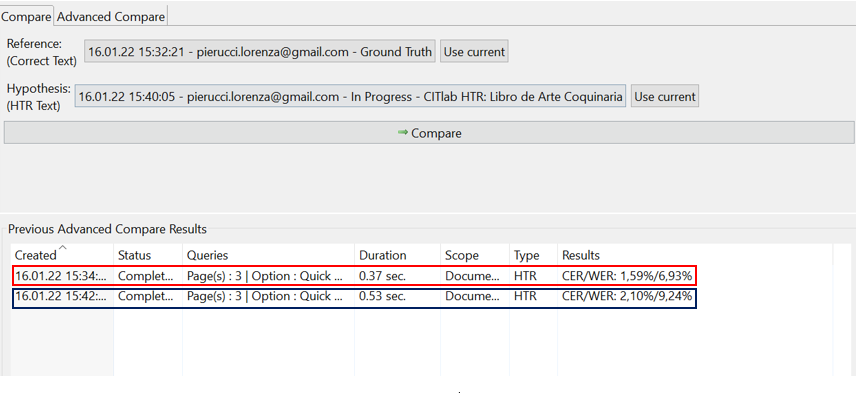 Compare Advanced Compare
Reference:
(Correct Text)
16.01.22 15:32:21 - pierucci.lorenza@gmail.com - Ground Truth Use current
Hypothesis:
(HTR Text)
16.01.22 15:40:05 - pierucci.lorenza@gmail.com - In Progress - CITlab HTR: Libro de Arte Coquinaria Use current
Compare
Previous Advanced Compare Results
Created Status Queries Duration Scope Type Results
16.01.22 15:34:... Complet... Page(s) : 3 | Option : Quick ... 0.37 sec. Docume... HTR CER/WER: 1,59%/6,93%
16.01.22 15:42:... Complet... Page(s) : 3 | Option : Quick ... 0.53 sec. Docume... HTR CER/WER: 2,10%/9,24%